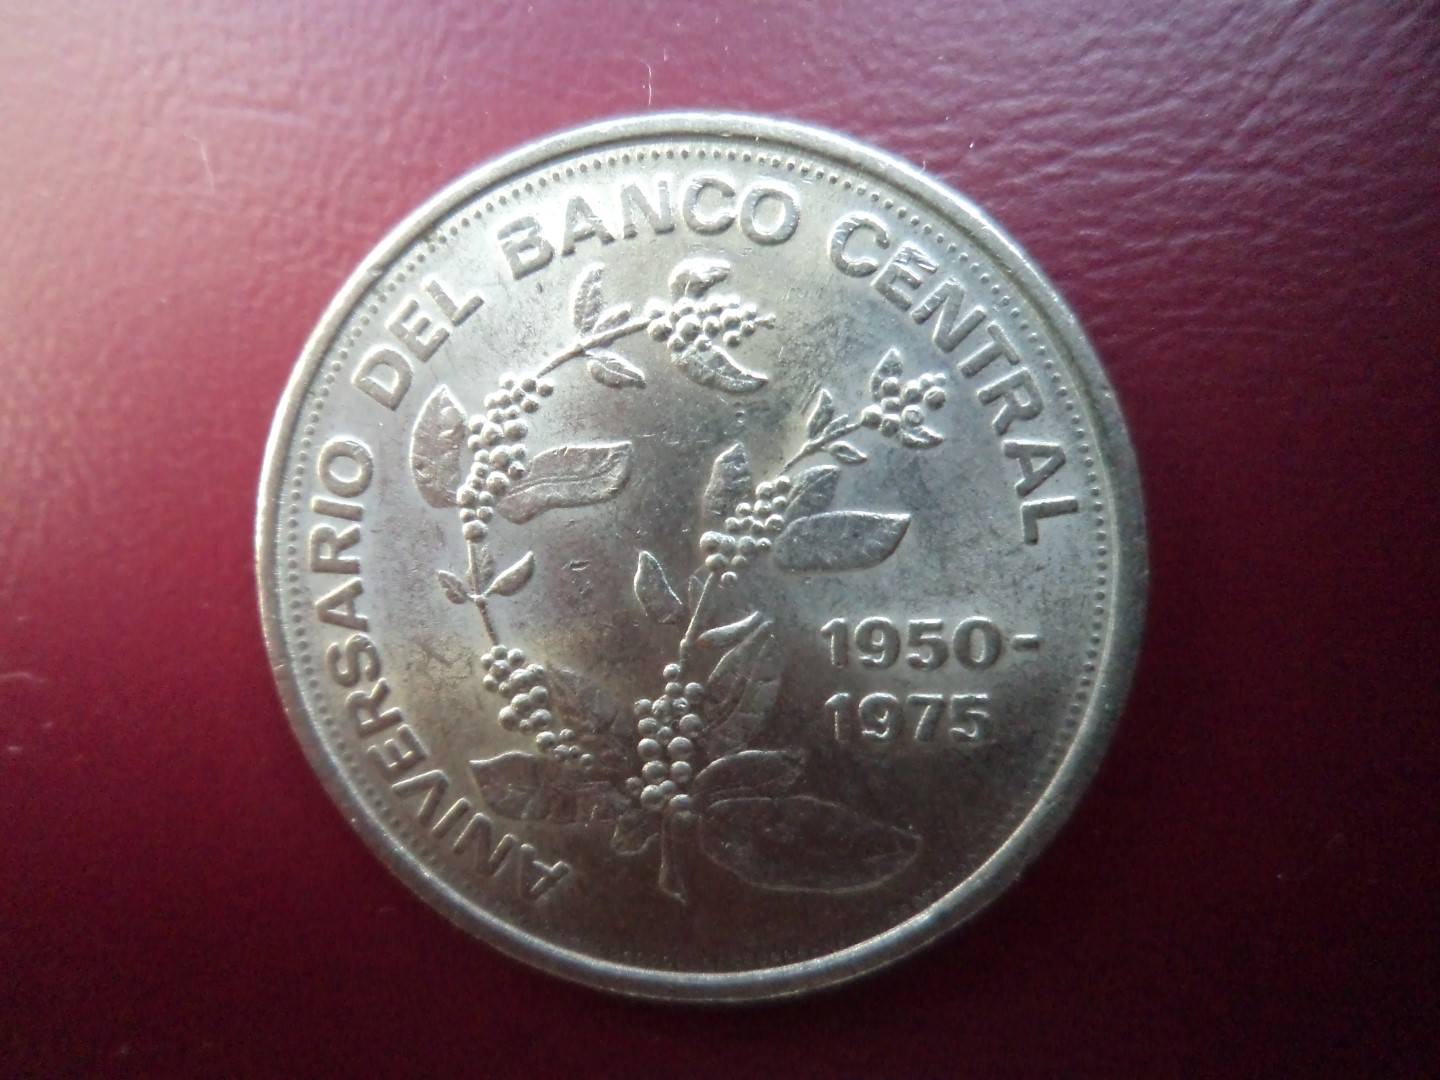 ANIVERSARIO DEL BANCO CENTRAL
1950-
1975